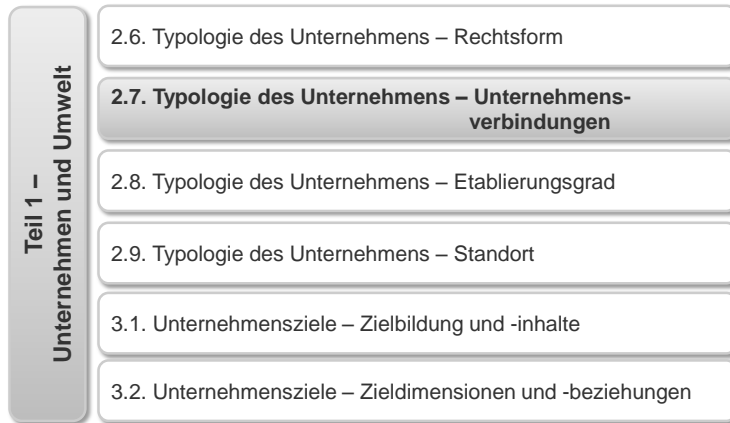 Teil 1 –
Unternehmen und Umwelt
2.6. Typologie des Unternehmens – Rechtsform
2.7. Typologie des Unternehmens – Unternehmens-
verbindungen
2.8. Typologie des Unternehmens – Etablierungsgrad
2.9. Typologie des Unternehmens – Standort
3.1. Unternehmensziele – Zielbildung und -inhalte
3.2. Unternehmensziele – Zieldimensionen und -beziehungen